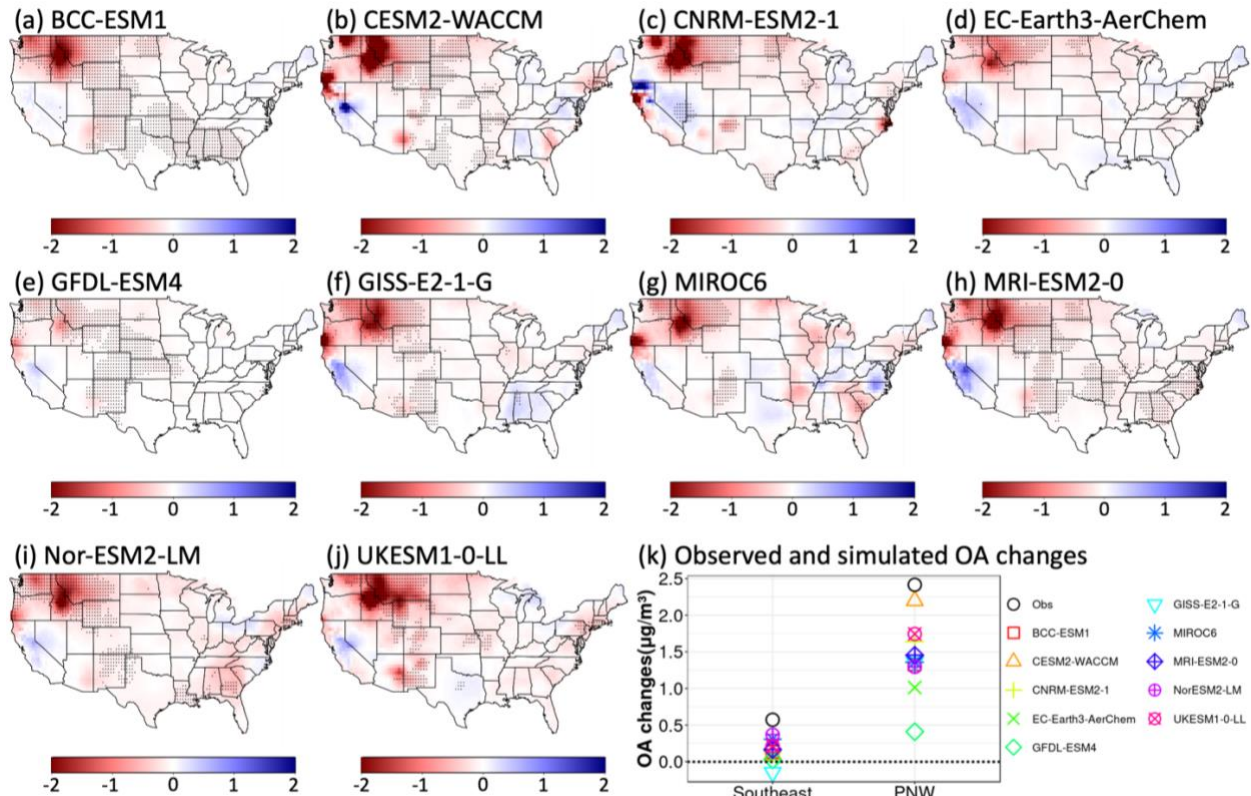 (a) BCC-ESM1
(b) CESM2-WACCM
(c) CNRM-ESM2-1
(d) EC-Earth3-AerChem
-2 -1 0 1 2
-2 -1 0 1 2
-2 -1 0 1 2
-2 -1 0 1 2
(e) GFDL-ESM4
(f) GISS-E2-1-G
(g) MIROC6
(h) MRI-ESM2-0
-2 -1 0 1 2
-2 -1 0 1 2
-2 -1 0 1 2
-2 -1 0 1 2
(i) Nor-ESM2-LM
(j) UKESM1-0-LL
(k) Observed and simulated OA changes
-2 -1 0 1 2
-2 -1 0 1 2
OA changes(µg/m³)
2.5
2.0
1.5
1.0
0.5
0.0
Southeast
PNW
Obs
BCC-ESM1
CESM2-WACCM
CNRM-ESM2-1
EC-Earth3-AerChem
GFDL-ESM4
GISS-E2-1-G
MIROC6
MRI-ESM2-0
NorESM2-LM
UKESM1-0-LL